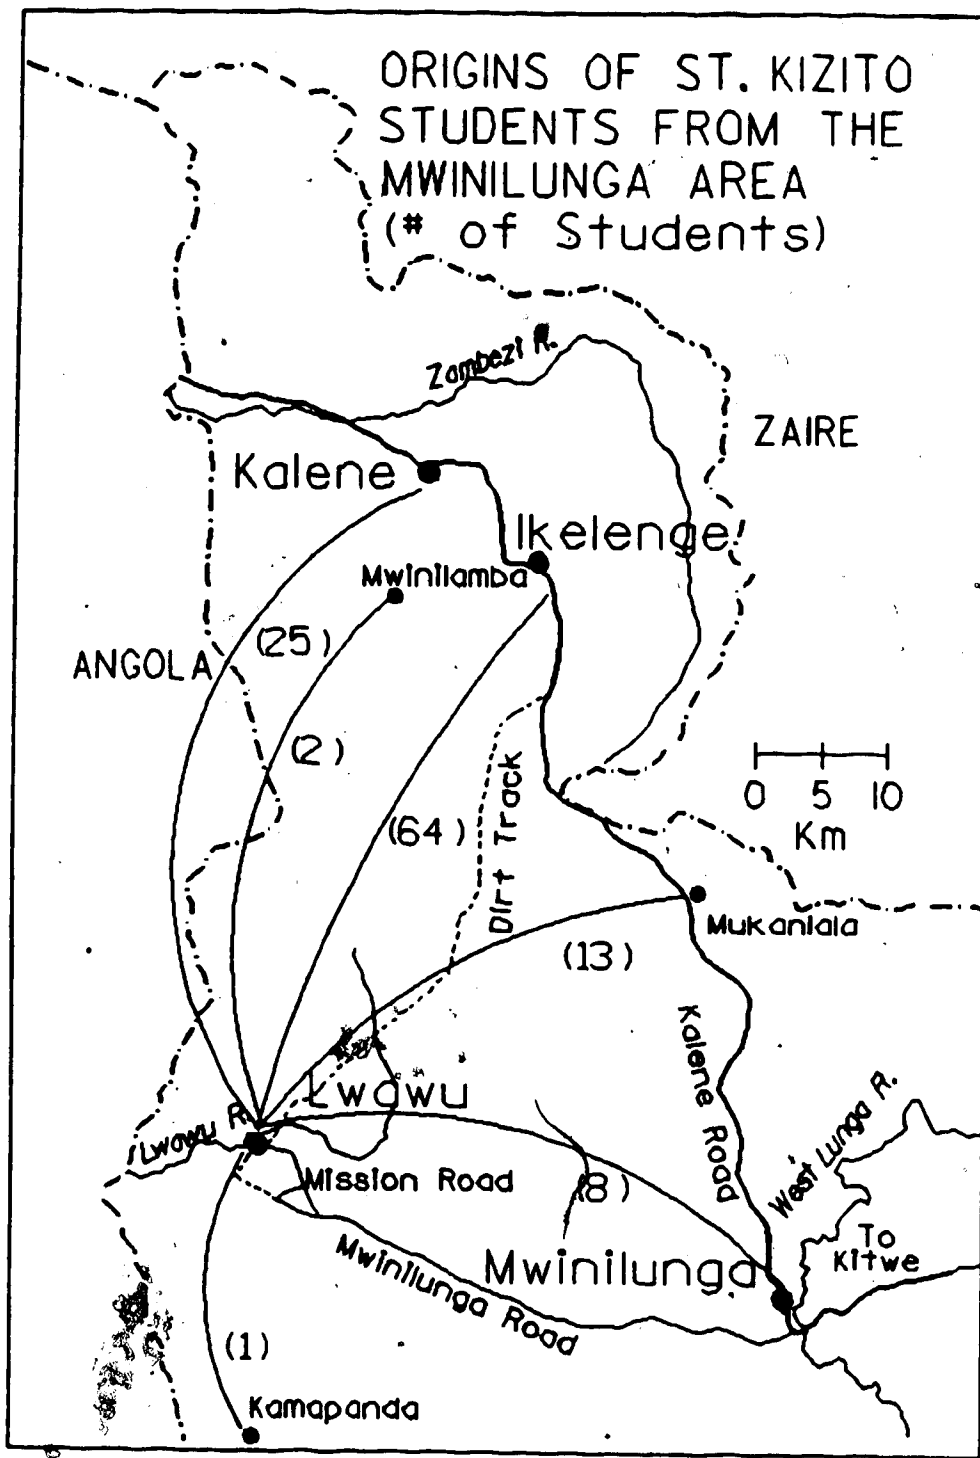 ORIGINS OF ST. KIZITO
STUDENTS FROM THE
MWINILUNGA AREA
(# of Students)
Zambezi R.
ZAIRE
Kalene
Ikelenge
Mwinilamba
(25)
ANGOLA
(2)
(64)
Dirt Track
0 5 10
Km
Mukanlala
(13)
Kalene Road
Lwawu
Lwawu R.
West Lunga R.
Mission Road
(8)
To
Kitwe
Mwinilunga
Mwinilunga Road
(1)
Kamapanda